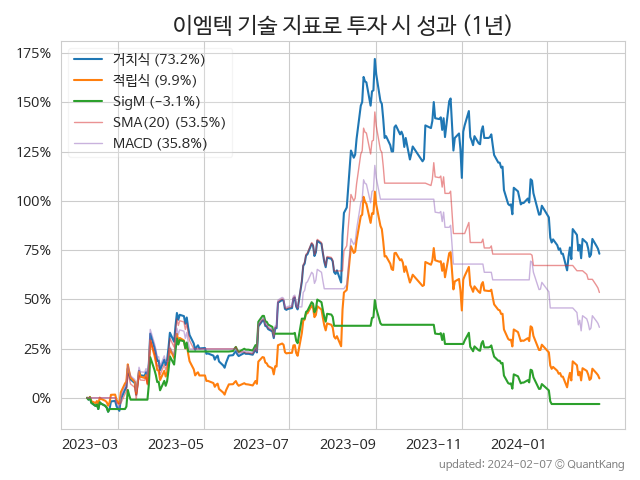 이엠텍 기술 지표로 투자 시 성과 (1년)
175%
150%
125%
100%
75%
50%
25%
0%
거치식 (73.2%)
적립식 (9.9%)
SigM (−3.1%)
SMA(20) (53.5%)
MACD (35.8%)
2023-03
2023-05
2023-07
2023-09
2023-11
2024-01
updated: 2024-02-07 © QuantKang